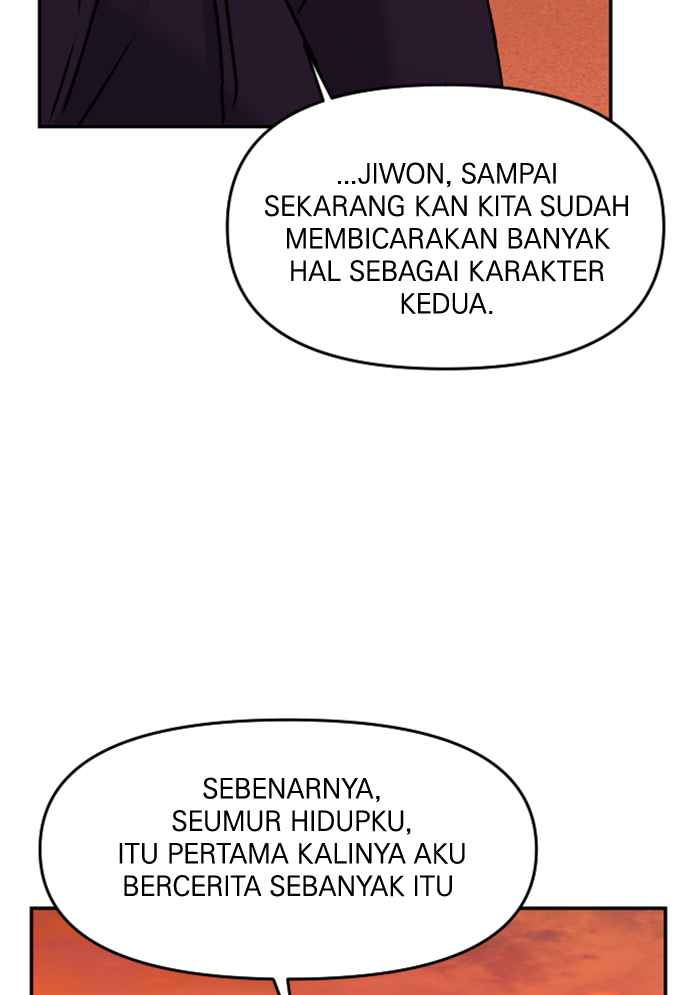 ...JIWON, SAMPAI
SEKARANG KAN KITA SUDAH
MEMBICARAKAN BANYAK
HAL SEBAGAI KARAKTER
KEDUA.
SEBENARNYA,
SEUMUR HIDUPKU,
ITU PERTAMA KALINYA AKU
BERCERITA SEBANYAK ITU